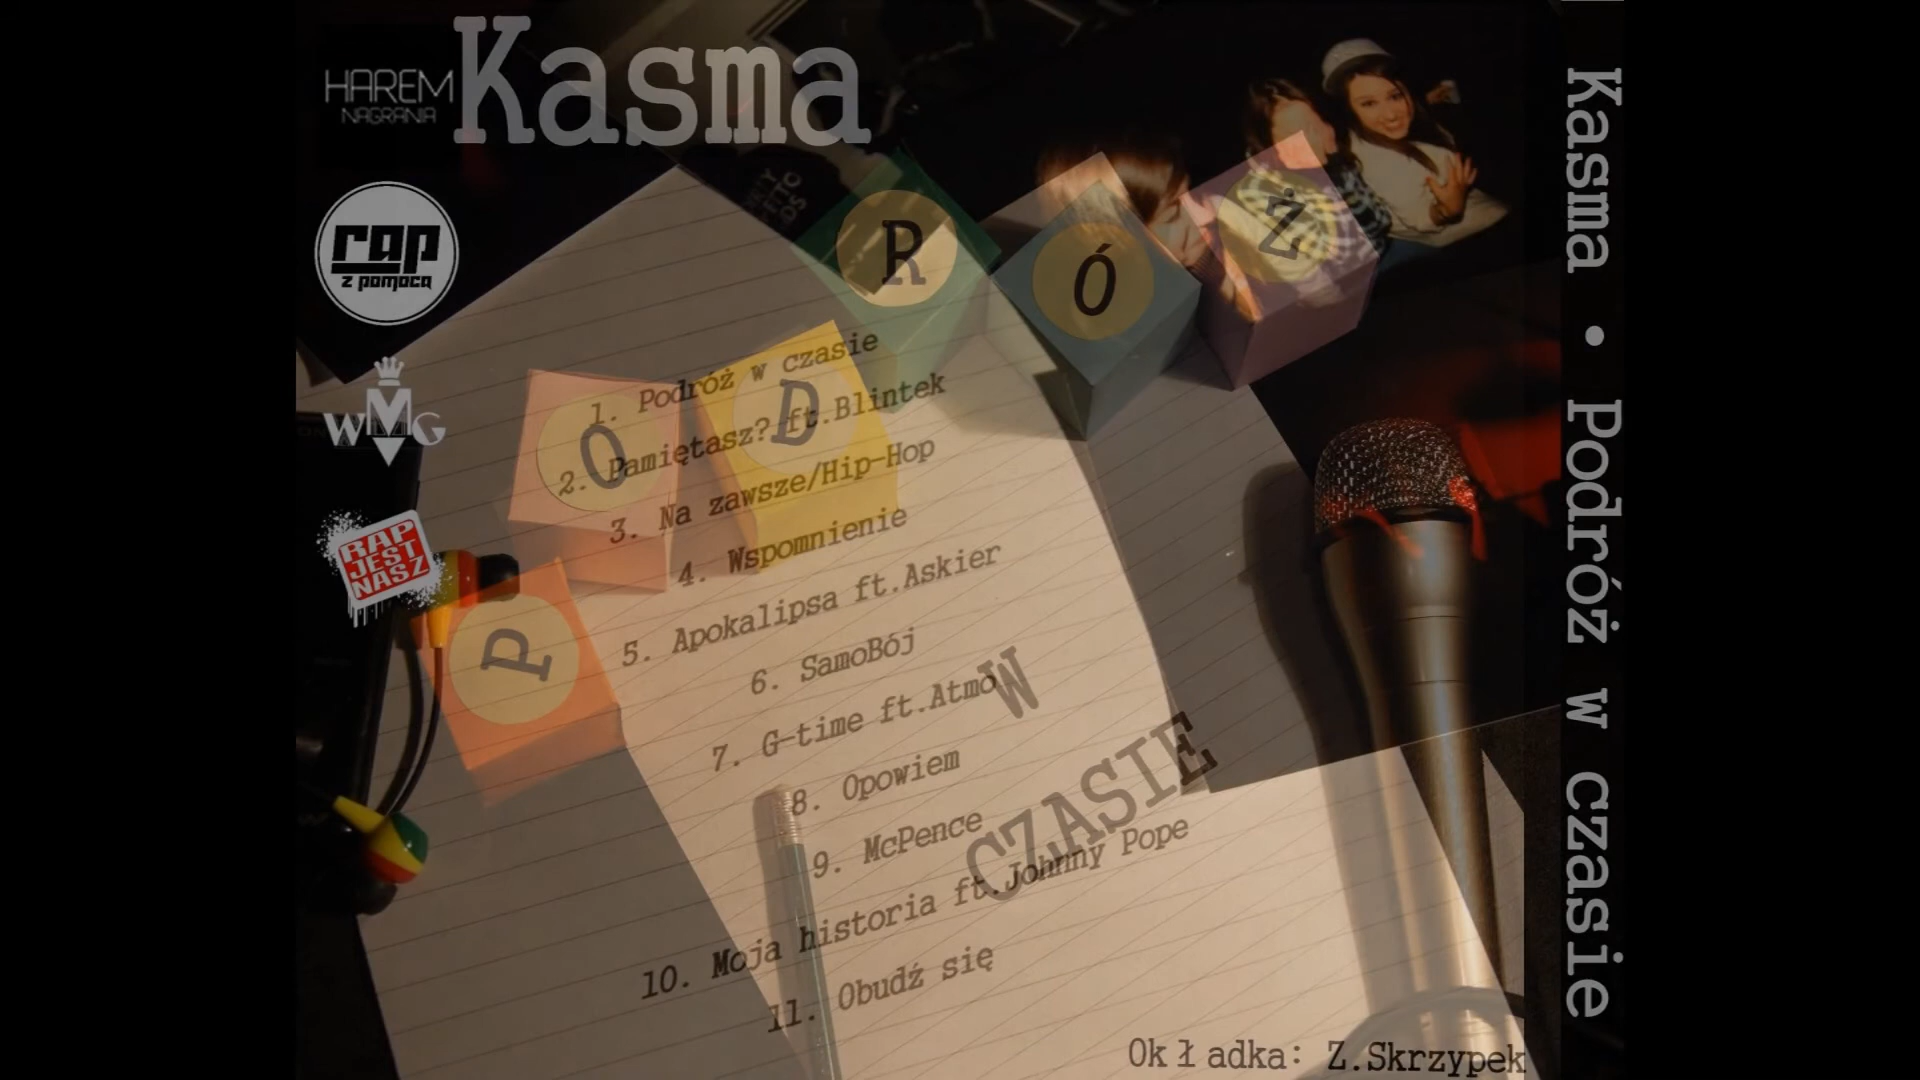 Kasma
HAREM
NAGRANIA
rap
z pomocą
WMG
RAP
JEST
NASZ
P
O
D
R
Ó
Ż
W
CZASIE
1. Podróż w czasie
2. Pamiętasz? ft.Blintek
3. Na zawsze/Hip-Hop
4. Wspomnienie
5. Apokalipsa ft.Askier
6. SamoBój
7. G-time ft.Atmo
8. Opowiem
9. McPence
10. Moja historia ft.Johnny Pope
11. Obudź się
Okładka: Z.Skrzypek
Kasma • Podróż w czasie